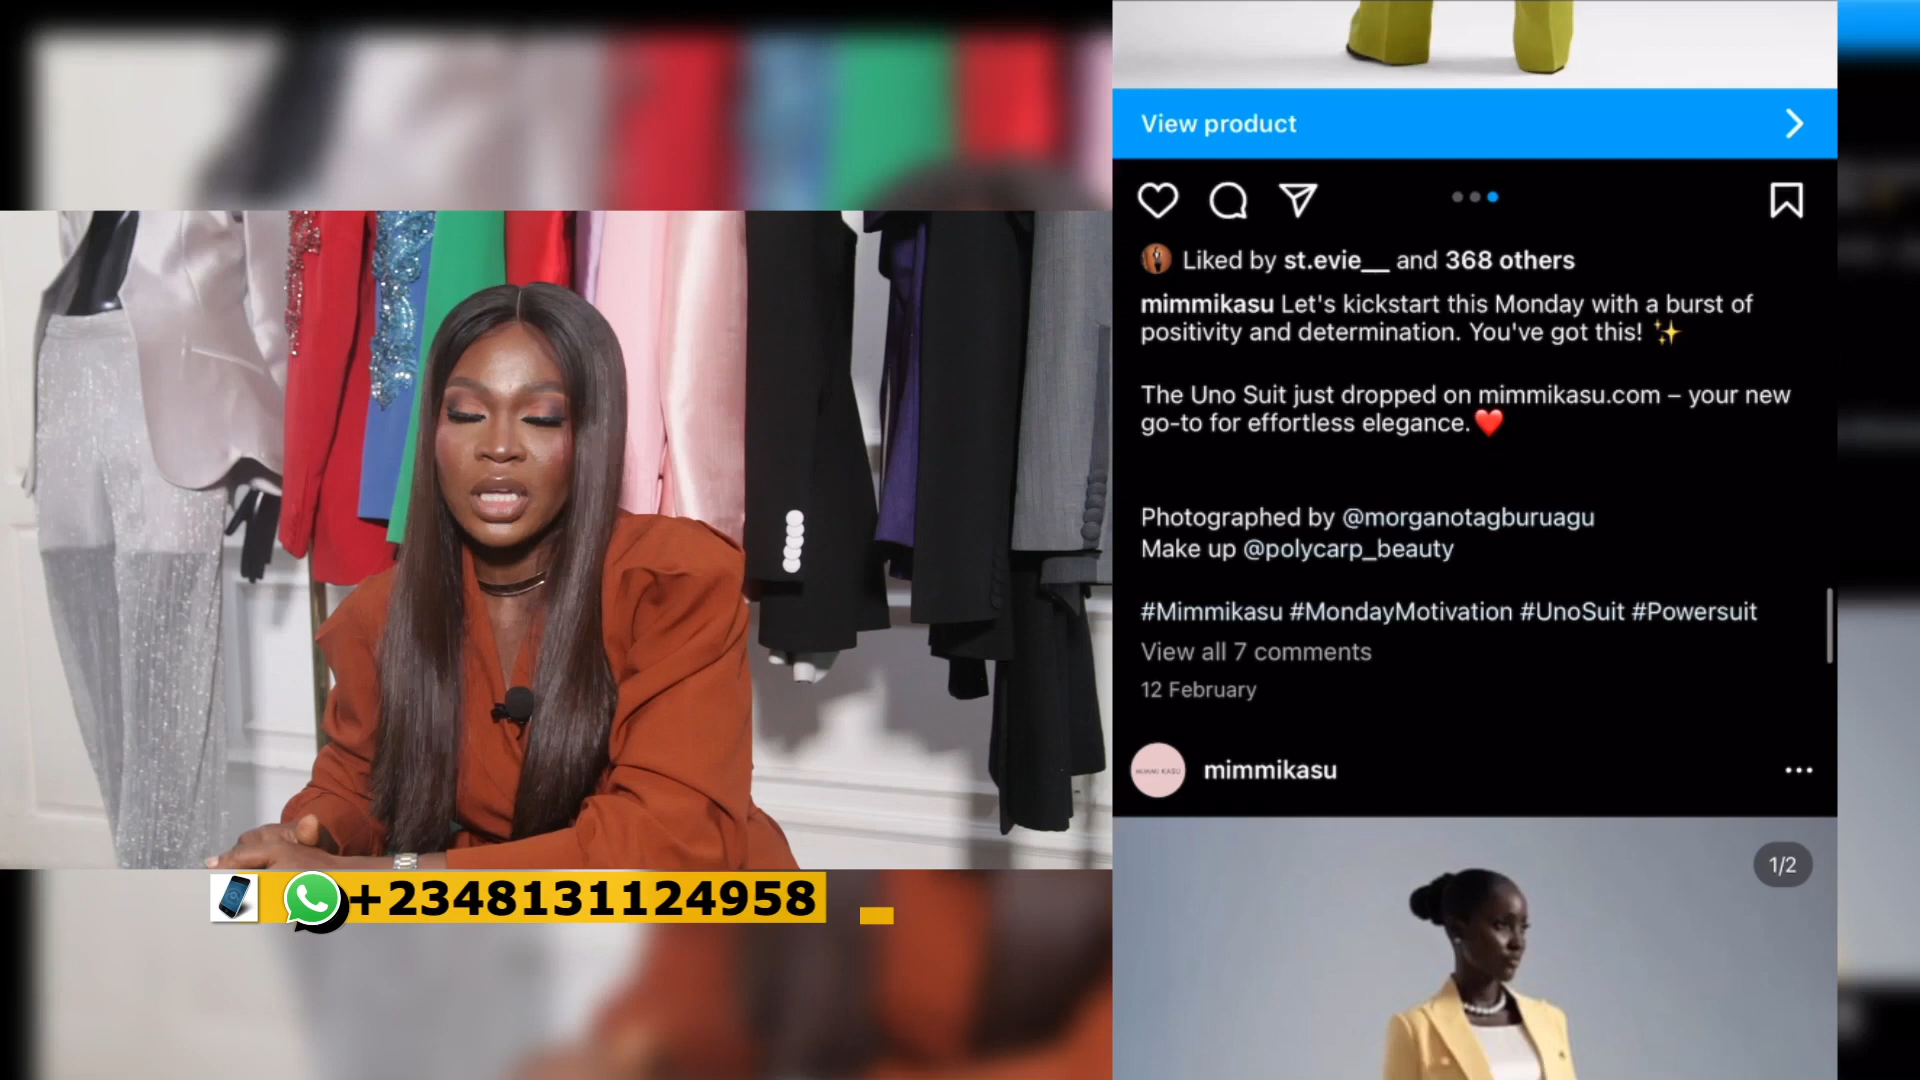 View product
Liked by st.evie__ and 368 others
mimmikasu Let's kickstart this Monday with a burst of
positivity and determination. You've got this! ✨
The Uno Suit just dropped on mimmikasu.com – your new
go-to for effortless elegance.❤️
Photographed by @morganotagburuagu
Make up @polycarp_beauty
#Mimmikasu #MondayMotivation #UnoSuit #Powersuit
View all 7 comments
12 February
MIMMI KASU
mimmikasu
1/2
+2348131124958